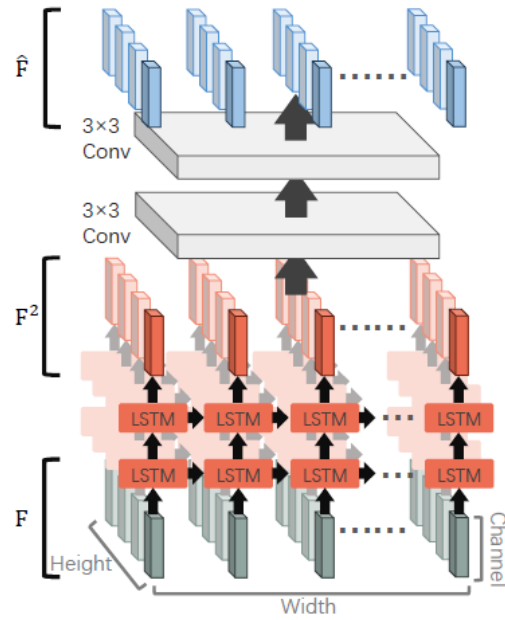 F̂
3×3
Conv
3×3
Conv
F²
LSTM LSTM LSTM ... LSTM
LSTM LSTM LSTM ... LSTM
F
Height
Width
Channel